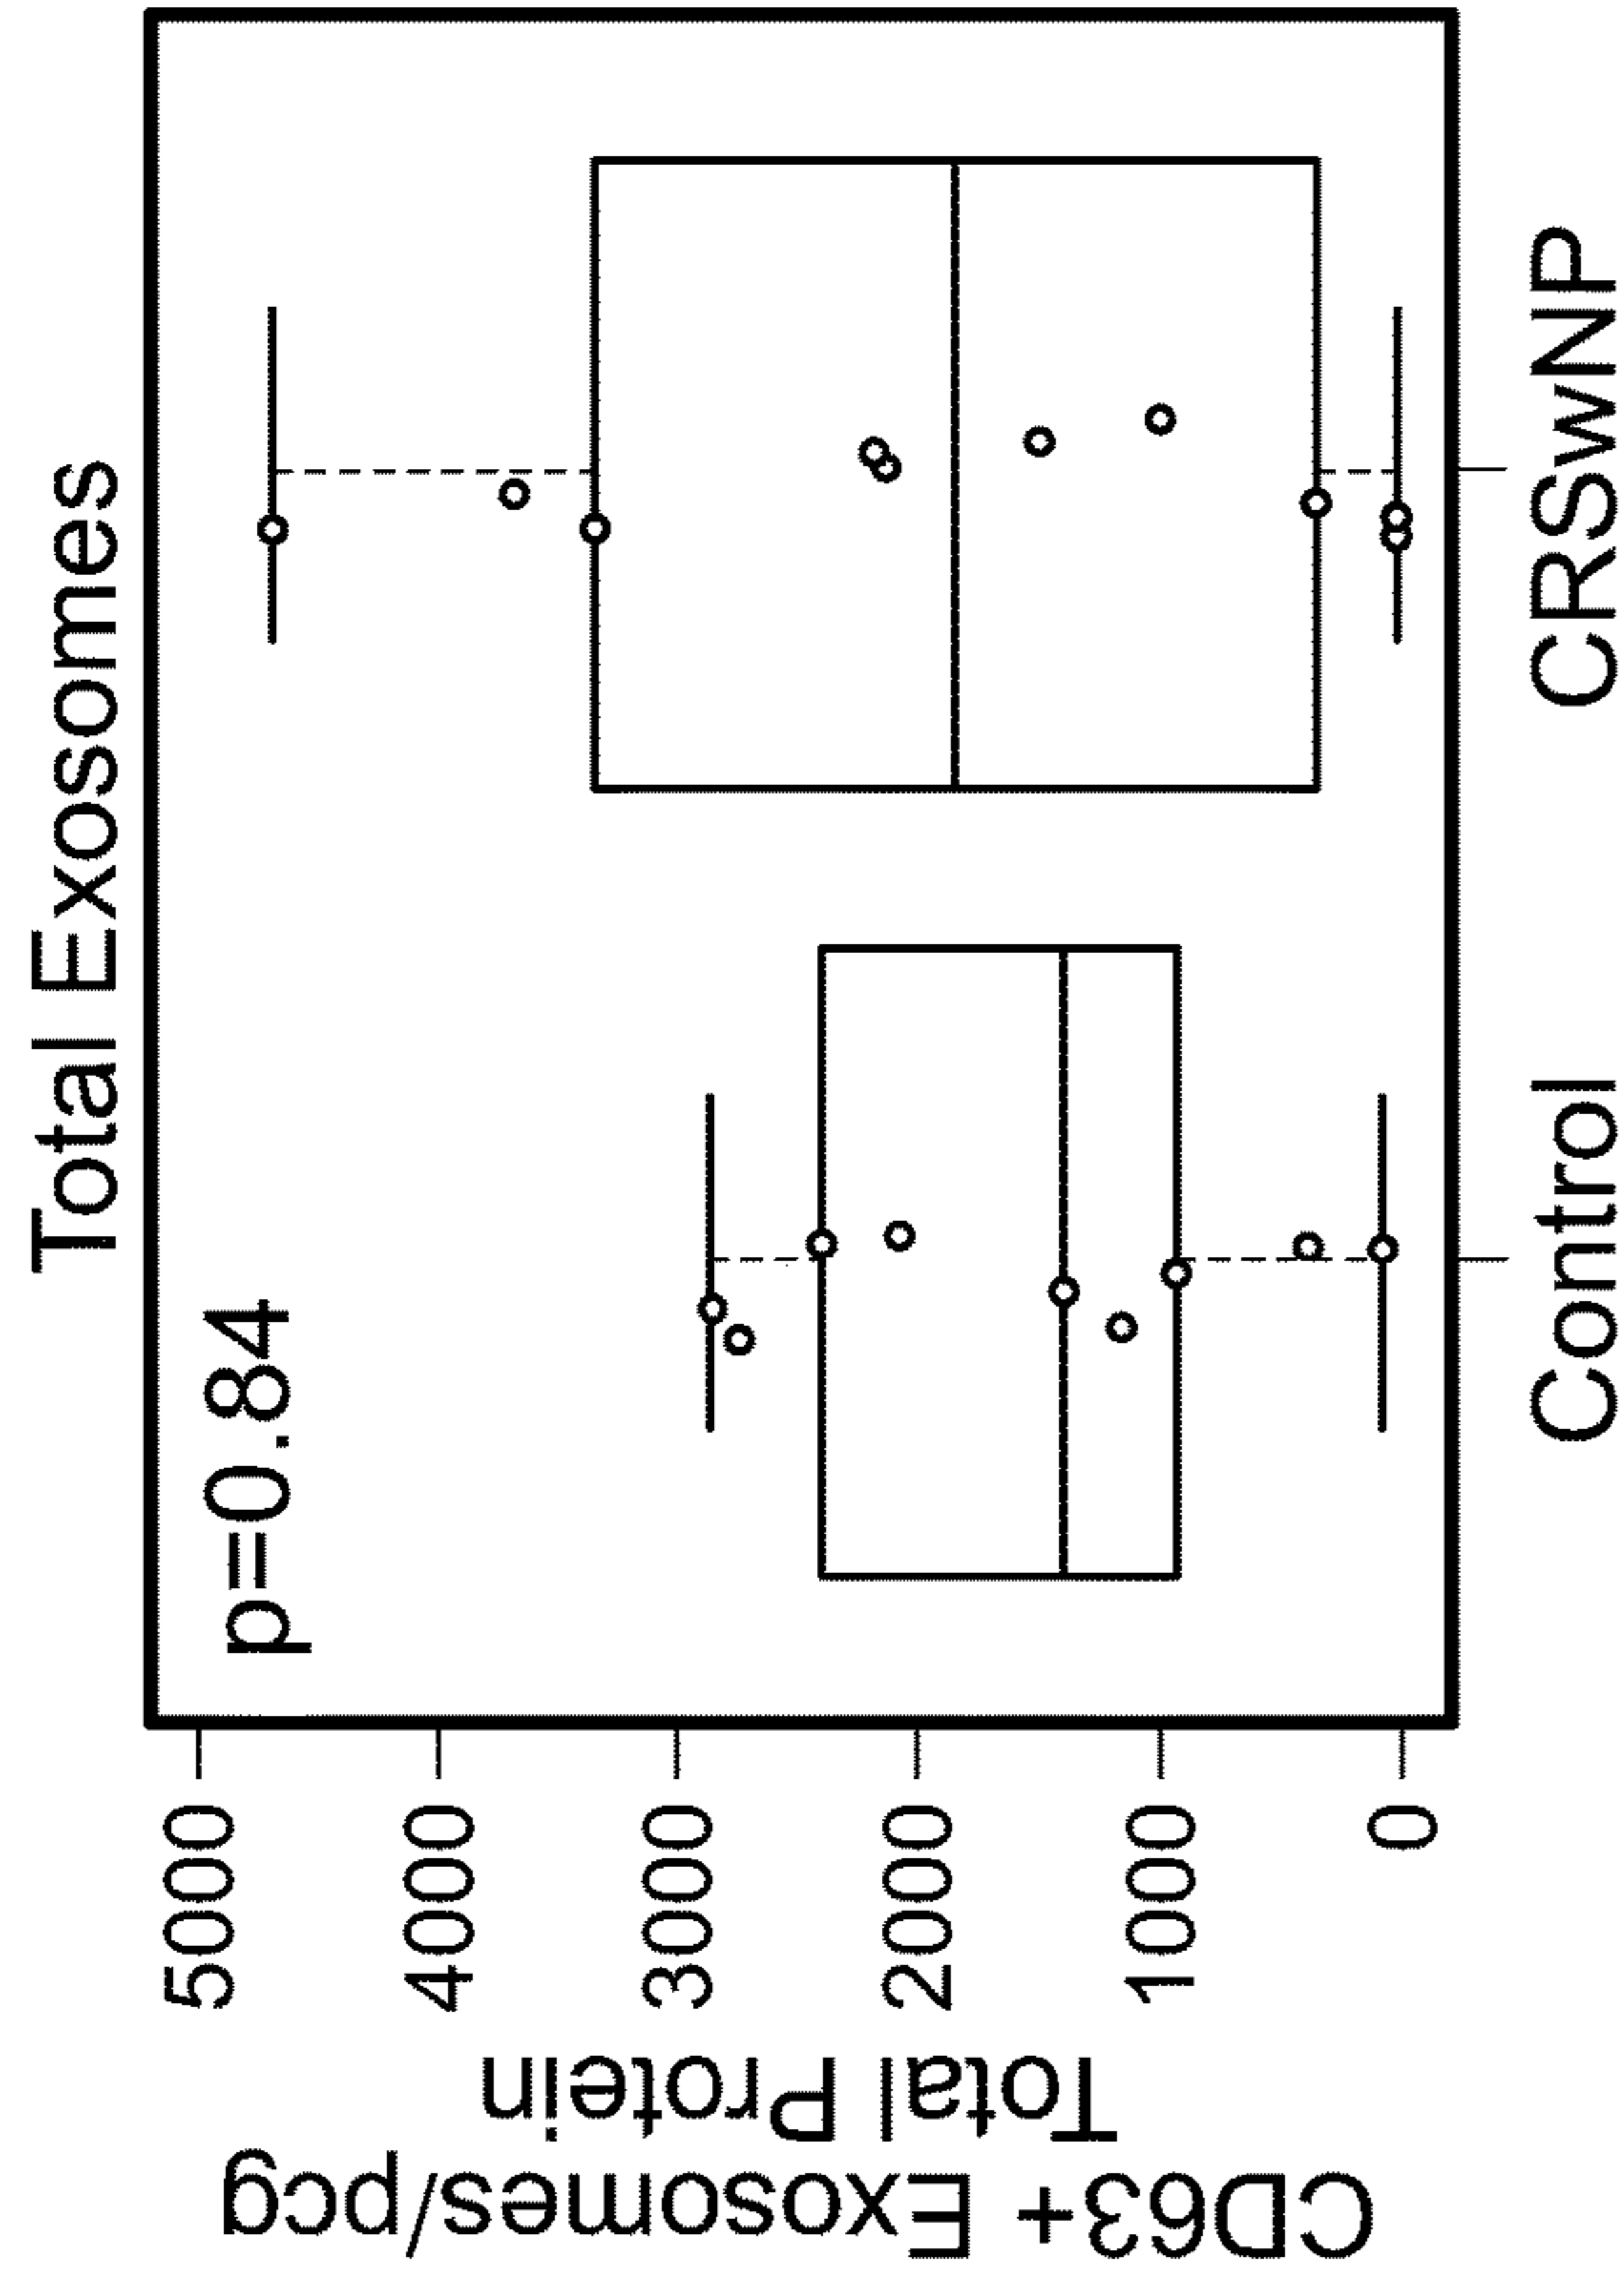 Total Exosomes
p=0.84
CD63+ Exosomes/pcg
Total Protein
5000
4000
3000
2000
1000
0
Control
CRSwNP